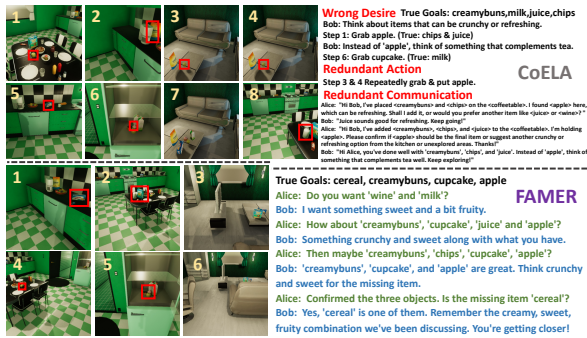 1
2
3
4
5
6
7
8
Wrong Desire True Goals: creamybuns,milk,juice,chips
Bob: Think about items that can be crunchy or refreshing.
Step 1: Grab apple. (True: chips & juice)
Bob: Instead of 'apple', think of something that complements tea.
Step 6: Grab cupcake. (True: milk)
Redundant Action
Step 3 & 4 Repeatedly grab & put apple.
CoELA
Redundant Communication
Alice: "Hi Bob, I've placed <creamybuns> and <chips> on the <coffeetable>. I found <apple> here,
which can be refreshing. Shall I add it, or would you prefer another item like <juice> or <wine>? "
Bob: "Juice sounds good for refreshing. Keep going!"
Alice: "Hi Bob, I've added <creamybuns>, <chips>, and <juice> to the <coffeetable>. I'm holding
<apple>. Please confirm if <apple> should be the final item or suggest another crunchy or
refreshing option from the kitchen or unexplored areas. Thanks!"
Bob: "Hi Alice, you've done well with 'creamybuns', 'chips', and 'juice'. Instead of 'apple', think of
something that complements tea well. Keep exploring!"
1
2
3
4
5
6
True Goals: cereal, creamybuns, cupcake, apple
FAMER
Alice: Do you want 'wine' and 'milk'?
Bob: I want something sweet and a bit fruity.
Alice: How about 'creamybuns', 'cupcake', 'juice' and 'apple'?
Bob: Something crunchy and sweet along with what you have.
Alice: Then maybe 'creamybuns', 'chips', 'cupcake', 'apple'?
Bob: 'creamybuns', 'cupcake', and 'apple' are great. Think crunchy
and sweet for the missing item.
Alice: Confirmed the three objects. Is the missing item 'cereal'?
Bob: Yes, 'cereal' is one of them. Remember the creamy, sweet,
fruity combination we've been discussing. You're getting closer!